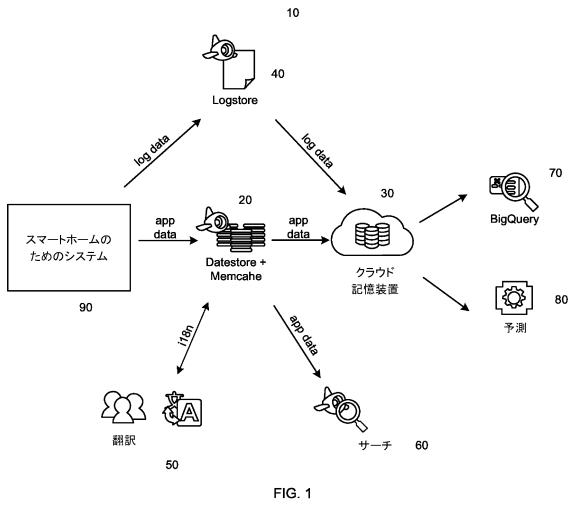 10
40
Logstore
log data
log data
70
BigQuery
20
30
app
data
app
data
スマートホームの
ためのシステム
Datestore +
Memcahe
クラウド
記憶装置
90
80
予測
i18n
app data
A
翻訳
50
サーチ
60
FIG. 1